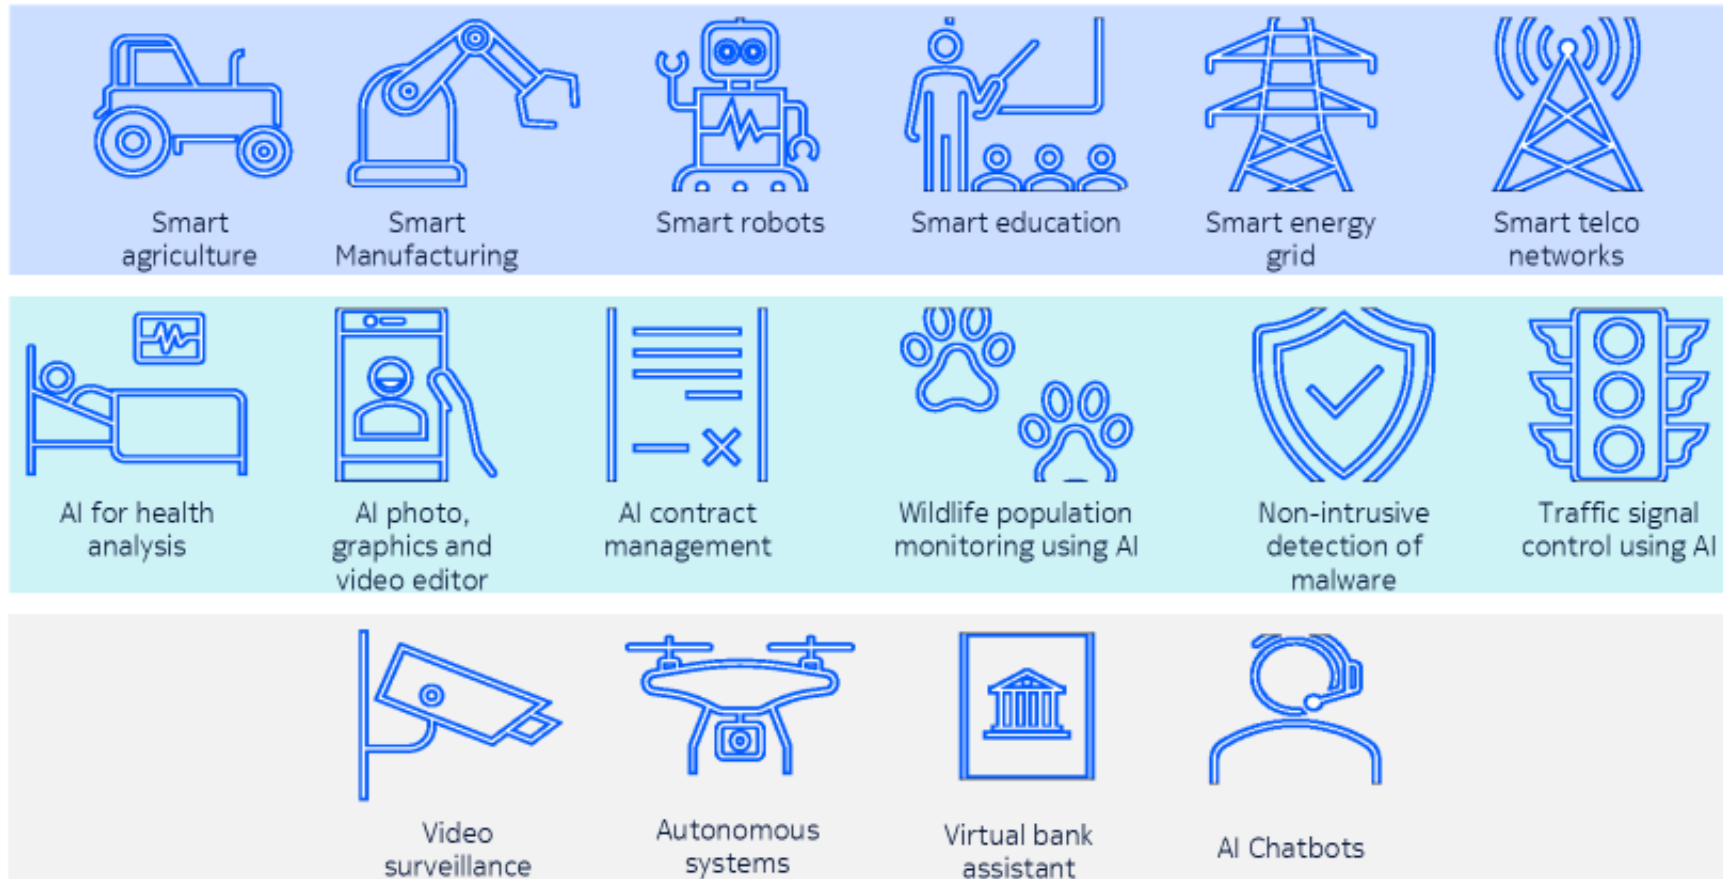 Smart
agriculture
Smart
Manufacturing
Smart robots
Smart education
Smart energy
grid
Smart telco
networks
AI for health
analysis
AI photo,
graphics and
video editor
AI contract
management
Wildlife population
monitoring using AI
Non-intrusive
detection of
malware
Traffic signal
control using AI
Video
surveillance
Autonomous
systems
Virtual bank
assistant
AI Chatbots